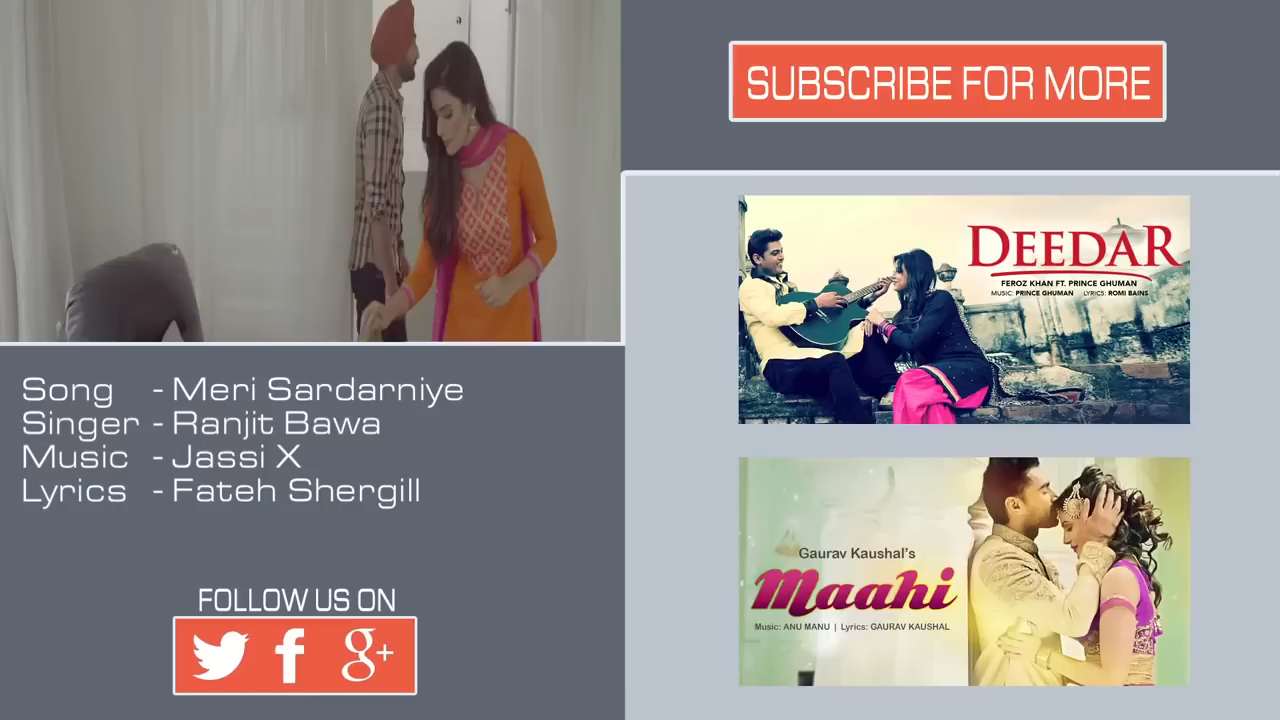 SUBSCRIBE FOR MORE
DEEDAR
FEROZ KHAN FT. PRINCE GHUMAN
MUSIC: PRINCE GHUMAN LYRICS: ROMI BAINS
Song - Meri Sardarniye
Singer - Ranjit Bawa
Music - Jassi X
Lyrics - Fateh Shergill
Gaurav Kaushal's
Maahi
Music: ANU MANU | Lyrics: GAURAV KAUSHAL
FOLLOW US ON
g+